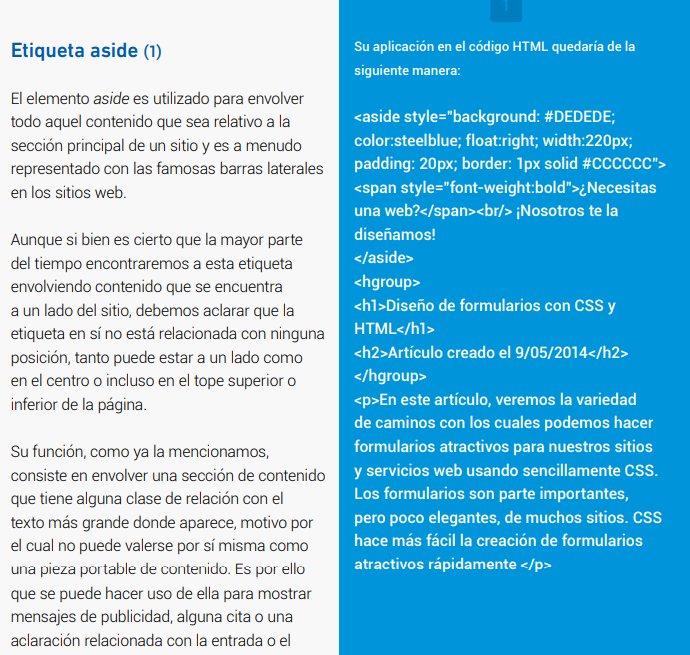 Etiqueta aside (1)
El elemento aside es utilizado para envolver
todo aquel contenido que sea relativo a la
sección principal de un sitio y es a menudo
representado con las famosas barras laterales
en los sitios web.
Aunque si bien es cierto que la mayor parte
del tiempo encontraremos a esta etiqueta
envolviendo contenido que se encuentra
a un lado del sitio, debemos aclarar que la
etiqueta en sí no está relacionada con ninguna
posición, tanto puede estar a un lado como
en el centro o incluso en el tope superior o
inferior de la página.
Su función, como ya la mencionamos,
consiste en envolver una sección de contenido
que tiene alguna clase de relación con el
texto más grande donde aparece, motivo por
el cual no puede valerse por sí misma como
una pieza portable de contenido. Es por ello
que se puede hacer uso de ella para mostrar
mensajes de publicidad, alguna cita o una
aclaración relacionada con la entrada o el
Su aplicación en el código HTML quedaría de la
siguiente manera:
<aside style="background: #DEDEDE;
color:steelblue; float:right; width:220px;
padding: 20px; border: 1px solid #CCCCCC">
<span style="font-weight:bold">¿Necesitas
una web?</span><br/> ¡Nosotros te la
diseñamos!
</aside>
<hgroup>
<h1>Diseño de formularios con CSS y
HTML</h1>
<h2>Artículo creado el 9/05/2014</h2>
</hgroup>
<p>En este artículo, veremos la variedad
de caminos con los cuales podemos hacer
formularios atractivos para nuestros sitios
y servicios web usando sencillamente CSS.
Los formularios son parte importantes,
pero poco elegantes, de muchos sitios. CSS
hace más fácil la creación de formularios
atractivos rápidamente </p>